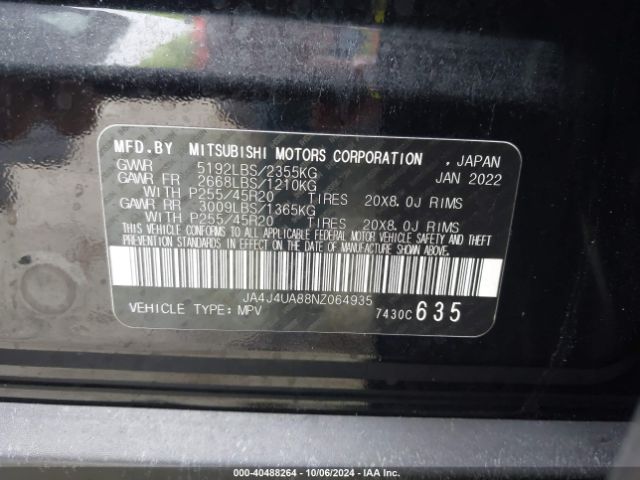 MFD.BY MITSUBISHI MOTORS CORPORATION , JAPAN
GVWR 5192LBS/2355KG JAN 2022
GAWR FR 2668LBS/1210KG
WITH P255/45R20 TIRES 20X8.0J RIMS
GAWR RR 3009LBS/1365KG
WITH P255/45R20 TIRES 20X8.0J RIMS
THIS VEHICLE CONFORMS TO ALL APPLICABLE FEDERAL MOTOR VEHICLE SAFETY AND THEFT
PREVENTION STANDARDS IN EFFECT ON THE DATE OF MANUFACTURE SHOWN ABOVE.
JA4J4UA88NZ064935
VEHICLE TYPE: MPV 7430C 635
000-40488264 - 10/06/2024 - IAA Inc.